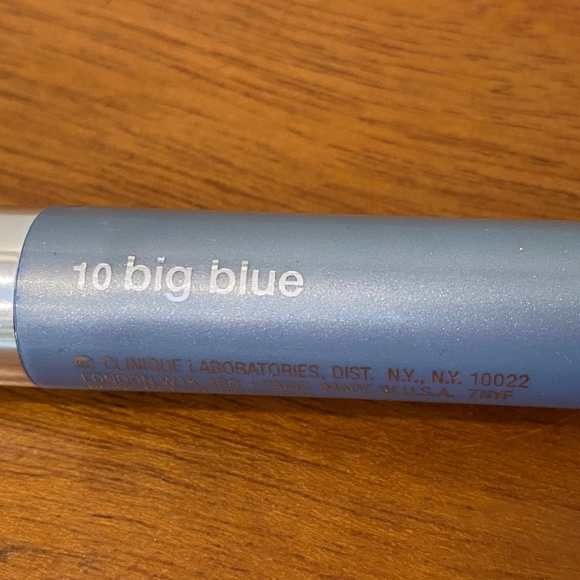 10 big blue
© CLINIQUE LABORATORIES, DIST. N.Y., N.Y. 10022
LONDON PARIS MADE IN U.S.A. 7NYF